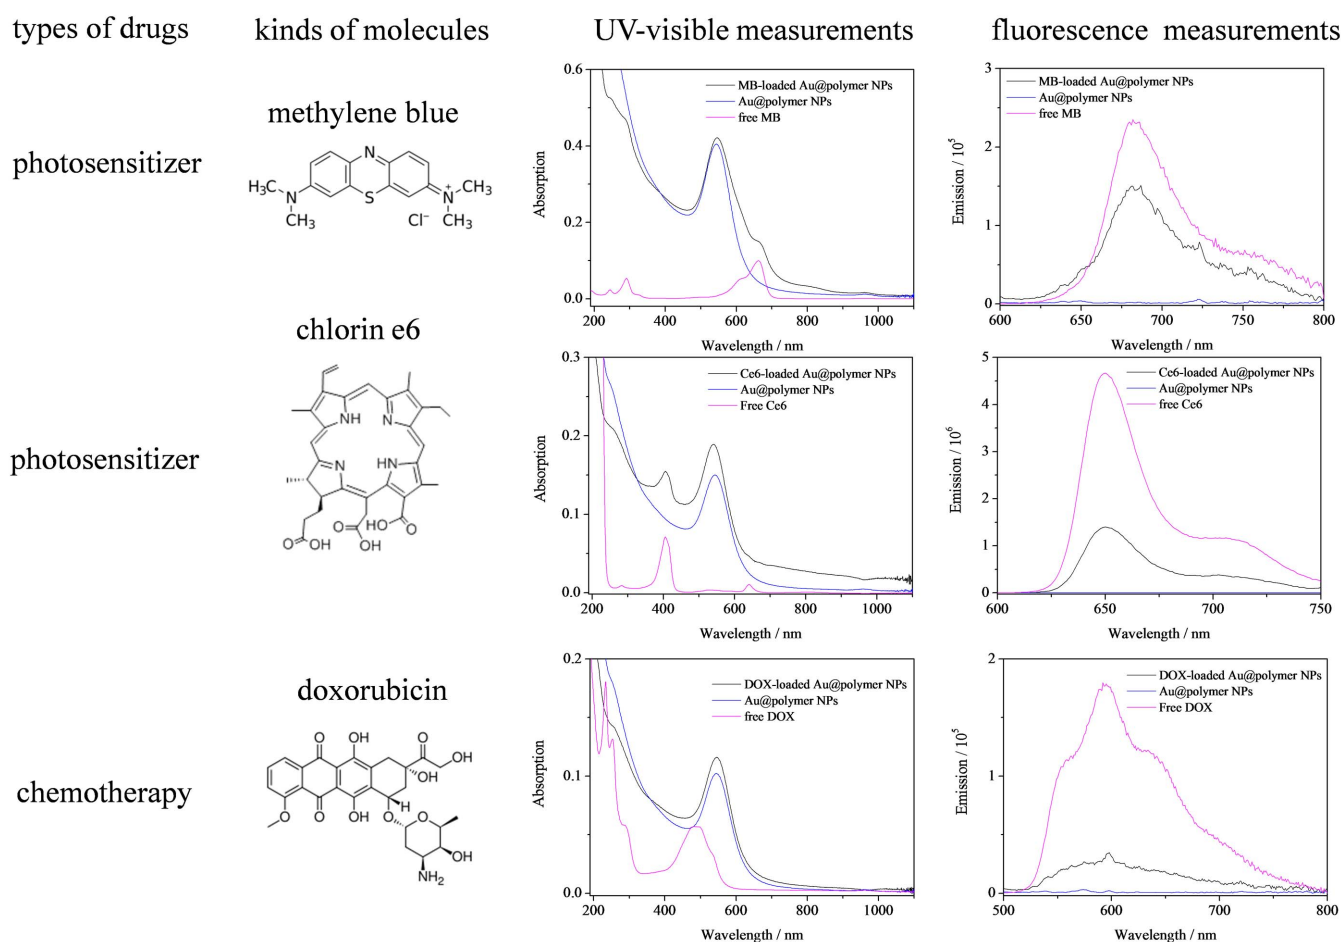 types of drugs kinds of molecules UV-visible measurements fluorescence measurements
photosensitizer
methylene blue
N
H₃C N S N⁺ CH₃
CH₃ Cl⁻ CH₃
0.6
0.4
0.2
0.0
Absorption
MB-loaded Au@polymer NPs
Au@polymer NPs
free MB
200 400 600 800 1000
Wavelength / nm
3
2
1
0
Emission / 10⁵
MB-loaded Au@polymer NPs
Au@polymer NPs
free MB
600 650 700 750 800
Wavelength / nm
photosensitizer
chlorin e6
NH N
N HN
HO O
O OH O OH
0.3
0.2
0.1
0.0
Absorption
Ce6-loaded Au@polymer NPs
Au@polymer NPs
Free Ce6
200 400 600 800 1000
Wavelength / nm
5
4
3
2
1
0
Emission / 10⁶
Ce6-loaded Au@polymer NPs
Au@polymer NPs
free Ce6
600 650 700 750
Wavelength / nm
chemotherapy
doxorubicin
O OH O OH
OH
O O OH O H
O O
OH
NH₂
0.2
0.1
0.0
Absorption
DOX-loaded Au@polymer NPs
Au@polymer NPs
free DOX
200 400 600 800 1000
Wavelength / nm
2
1
0
Emission / 10⁵
DOX-loaded Au@polymer NPs
Au@polymer NPs
Free DOX
500 600 700 800
Wavelength / nm